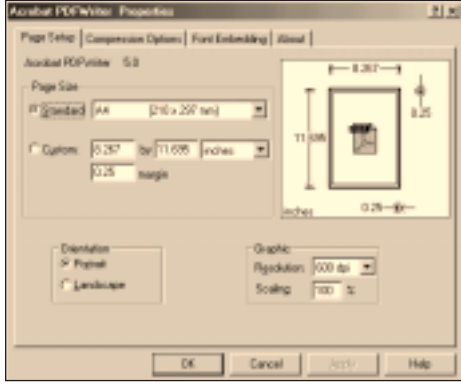 Acrobat PDFWriter Properties
Page Setup Compression Options Font Embedding About
Acrobat PDFWriter 5.0
Page Size
Standard A4 (210 x 297 mm)
Custom: 8.267 by 11.695 inches
0.25 margin
8.267
0.25
11.695
inches 0.25
Orientation
Portrait
Landscape
Graphic
Resolution: 600 dpi
Scaling: 100 %
OK Cancel Apply Help